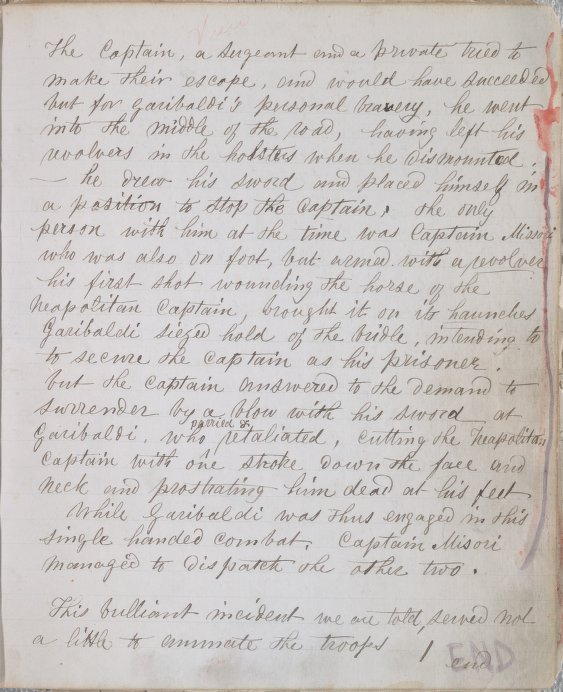 The Captain, a Sergeant and a private tried to
make their escape, and would have succeeded
but for Garibaldi's personal bravery, he went
into the middle of the road, having left his
revolvers in the holsters when he dismounted.
— he drew his sword and placed himself in
a position to stop the Captain. The only
person with him at the time was Captain Misori
who was also on foot, but armed with a revolver
his first shot wounding the horse of the
Neapolitan Captain, brought it on its haunches
Garibaldi siezed hold of the bridle, intending to
to secure the Captain as his prisoner.
but the Captain answered to the demand to
surrender by a blow with his sword at
parried &
Garibaldi, who retaliated, cutting the Neapolitan
Captain with one stroke down the face and
neck and prostrating him dead at his feet
While Garibaldi was thus engaged in this
single handed combat, Captain Misori
managed to dispatch the other two.
This brilliant incident we are told, served not
a little to animate the troops
END